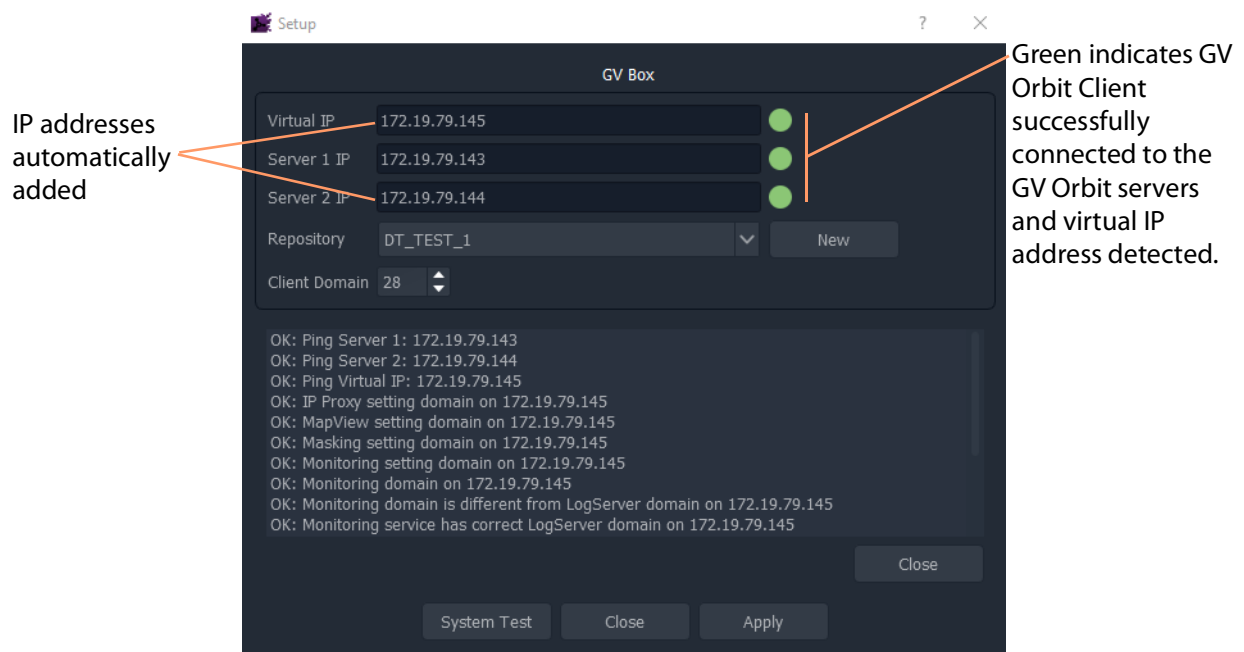 Setup
?
GV Box
IP addresses
automatically
added
Virtual IP 172.19.79.145
Server 1 IP 172.19.79.143
Server 2 IP 172.19.79.144
Repository DT_TEST_1 New
Client Domain 28
Green indicates GV
Orbit Client
successfully
connected to the
GV Orbit servers
and virtual IP
address detected.
OK: Ping Server 1: 172.19.79.143
OK: Ping Server 2: 172.19.79.144
OK: Ping Virtual IP: 172.19.79.145
OK: IP Proxy setting domain on 172.19.79.145
OK: MapView setting domain on 172.19.79.145
OK: Masking setting domain on 172.19.79.145
OK: Monitoring setting domain on 172.19.79.145
OK: Monitoring domain on 172.19.79.145
OK: Monitoring domain is different from LogServer domain on 172.19.79.145
OK: Monitoring service has correct LogServer domain on 172.19.79.145
Close
System Test Close Apply